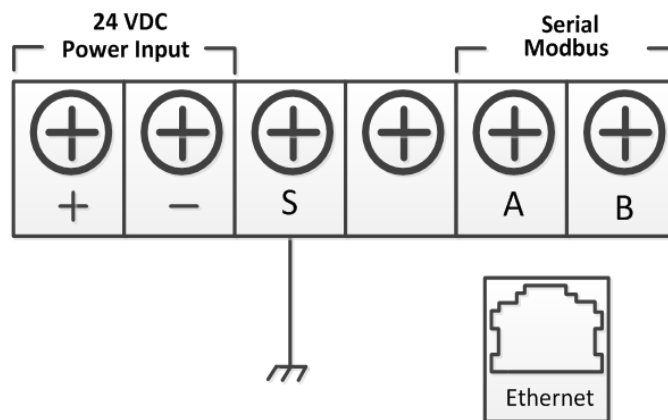 24 VDC
Power Input
Serial
Modbus
+ − S A B
Ethernet